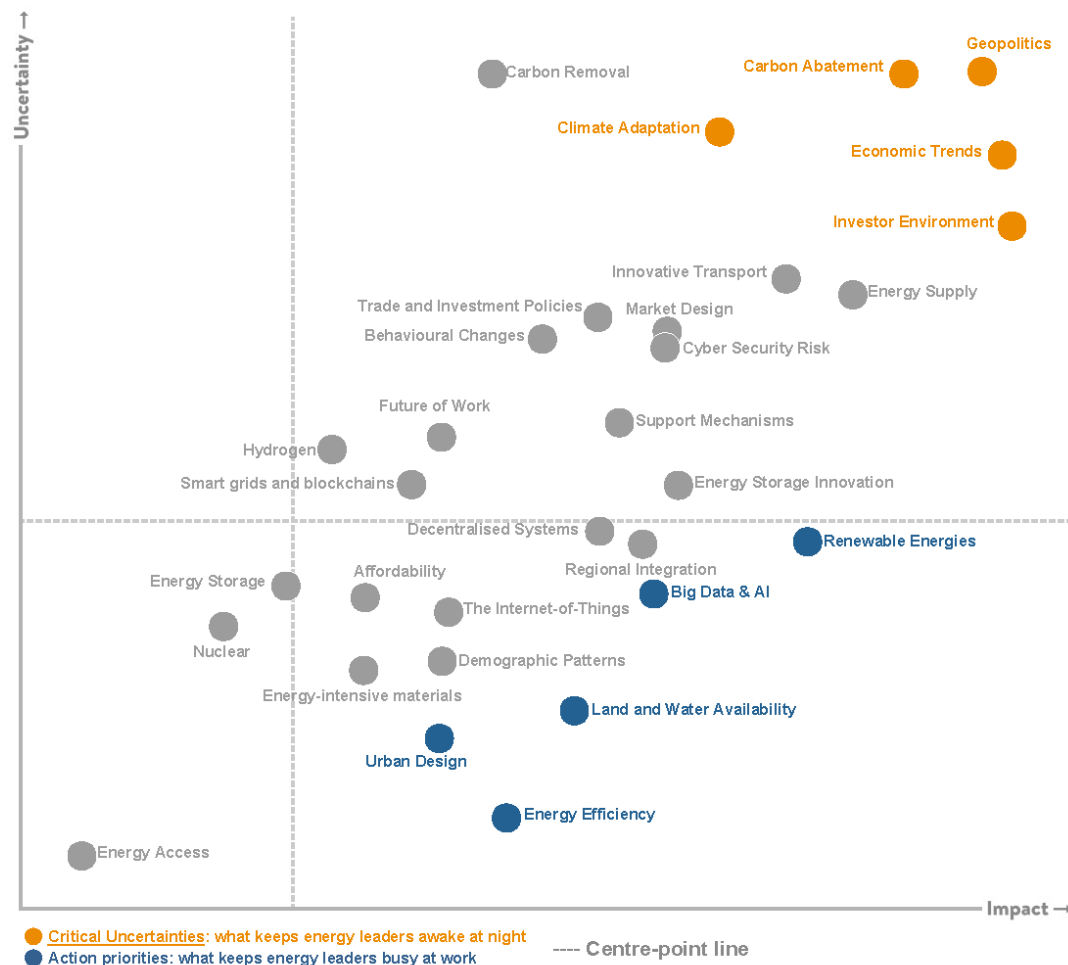 Uncertainty →
Geopolitics
Carbon Abatement
Carbon Removal
Climate Adaptation
Economic Trends
Investor Environment
Innovative Transport
Energy Supply
Trade and Investment Policies
Market Design
Behavioural Changes
Cyber Security Risk
Future of Work
Support Mechanisms
Hydrogen
Smart grids and blockchains
Energy Storage Innovation
Decentralised Systems
Renewable Energies
Regional Integration
Affordability
Energy Storage
Big Data & AI
The Internet-of-Things
Nuclear
Demographic Patterns
Energy-intensive materials
Land and Water Availability
Urban Design
Energy Efficiency
Energy Access
Impact →
Critical Uncertainties: what keeps energy leaders awake at night
---- Centre-point line
Action priorities: what keeps energy leaders busy at work